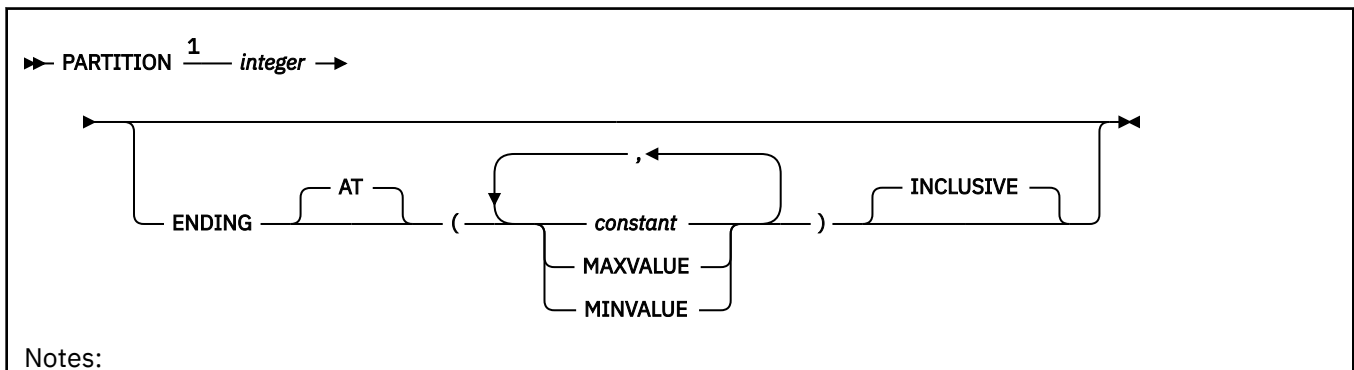 PARTITION 1 integer
,
AT INCLUSIVE
ENDING ( constant )
MAXVALUE
MINVALUE
Notes: